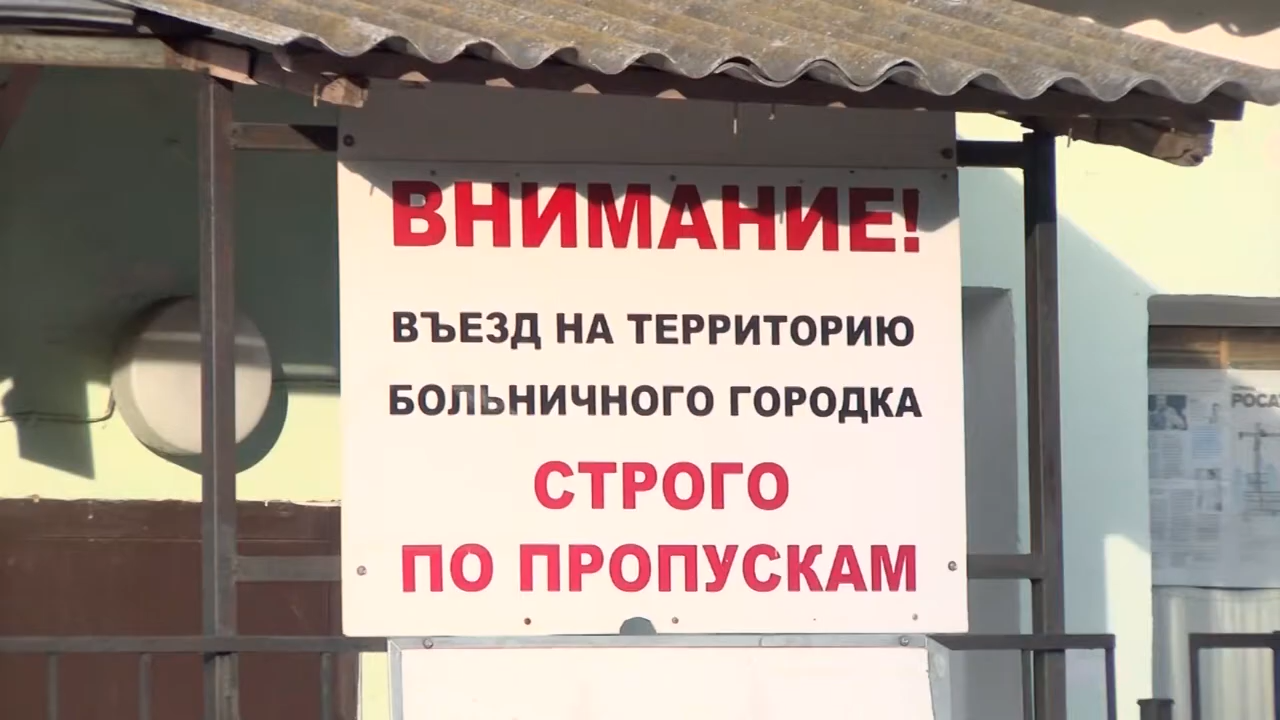 ВНИМАНИЕ!
ВЪЕЗД НА ТЕРРИТОРИЮ
БОЛЬНИЧНОГО ГОРОДКА
СТРОГО
ПО ПРОПУСКАМ